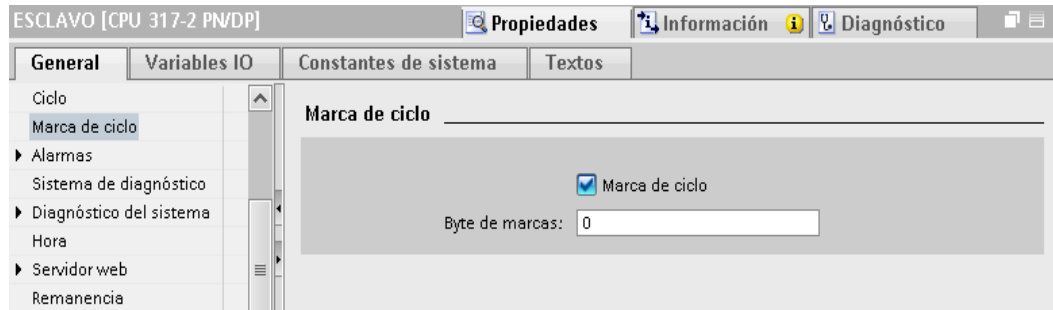 ESCLAVO [CPU 317-2 PN/DP]
Propiedades
Información
Diagnóstico
General
Variables IO
Constantes de sistema
Textos
Ciclo
Marca de ciclo
Alarmas
Sistema de diagnóstico
Diagnóstico del sistema
Hora
Servidor web
Remanencia
Marca de ciclo
Marca de ciclo
Byte de marcas: 0